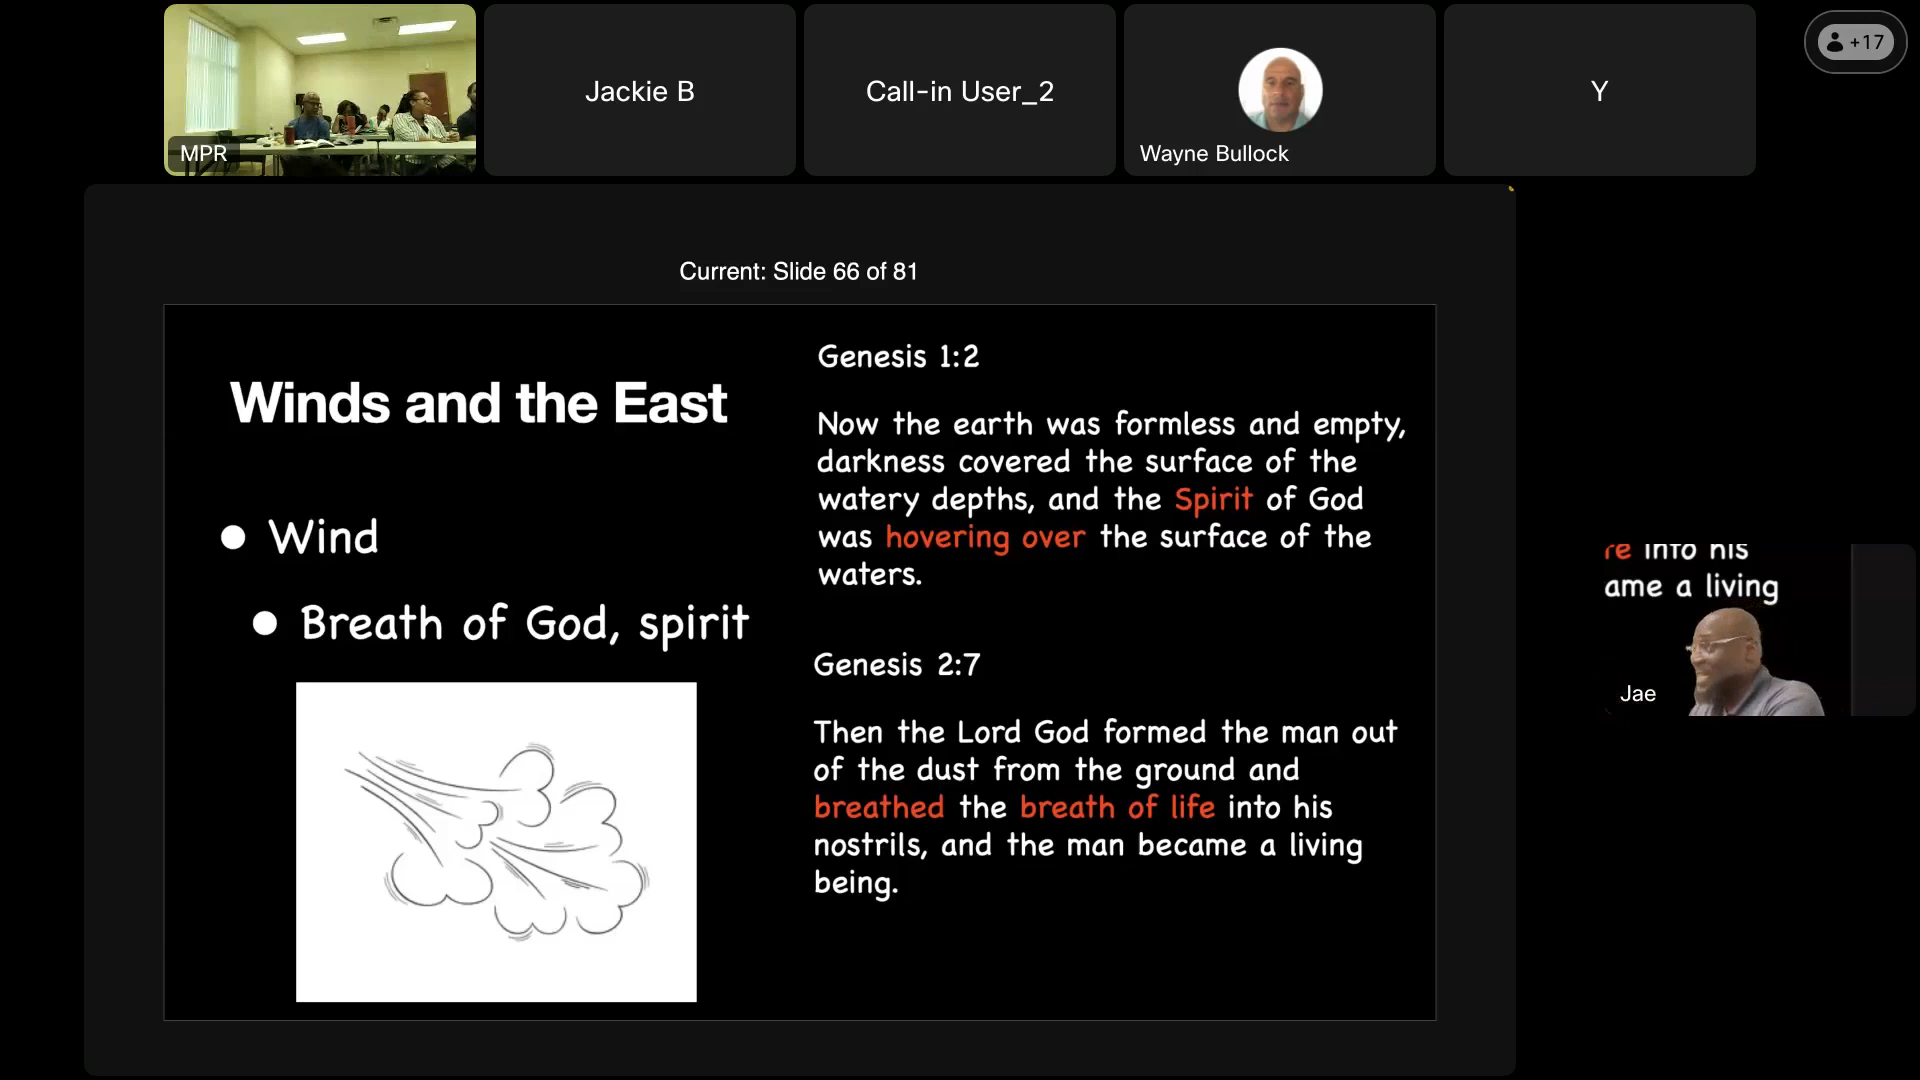 MPR
Jackie B
Call-in User_2
Wayne Bullock
Y
+17
Current: Slide 66 of 81
Winds and the East
Wind
Breath of God, spirit
Genesis 1:2
Now the earth was formless and empty,
darkness covered the surface of the
watery depths, and the Spirit of God
was hovering over the surface of the
waters.
Genesis 2:7
Then the Lord God formed the man out
of the dust from the ground and
breathed the breath of life into his
nostrils, and the man became a living
being.
re into his
ame a living
Jae